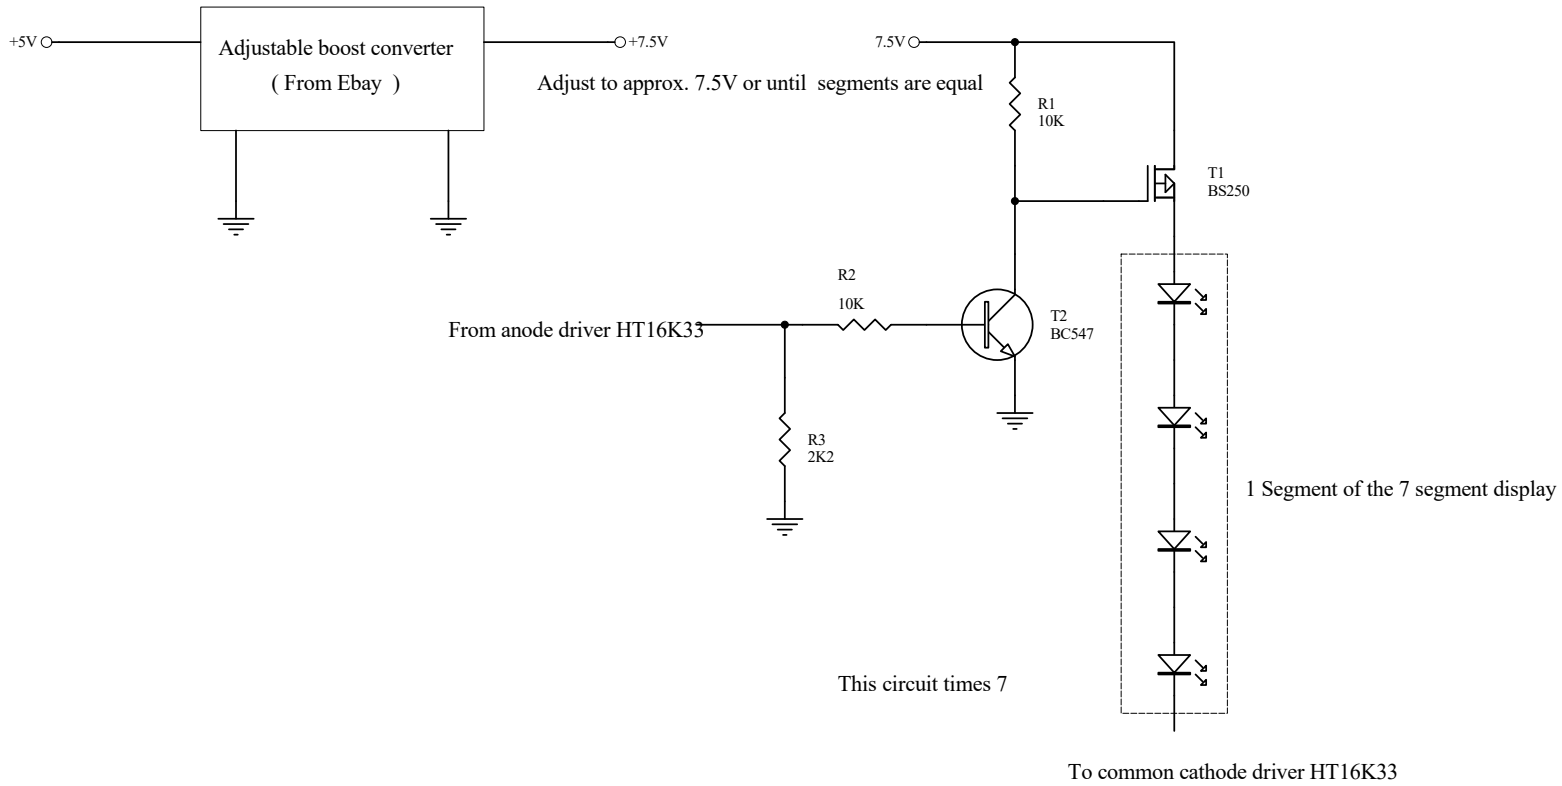 +5V
Adjustable boost converter
( From Ebay )
+7.5V
Adjust to approx. 7.5V or until segments are equal
7.5V
R1
10K
T1
BS250
R2
10K
From anode driver HT16K33
T2
BC547
R3
2K2
1 Segment of the 7 segment display
This circuit times 7
To common cathode driver HT16K33